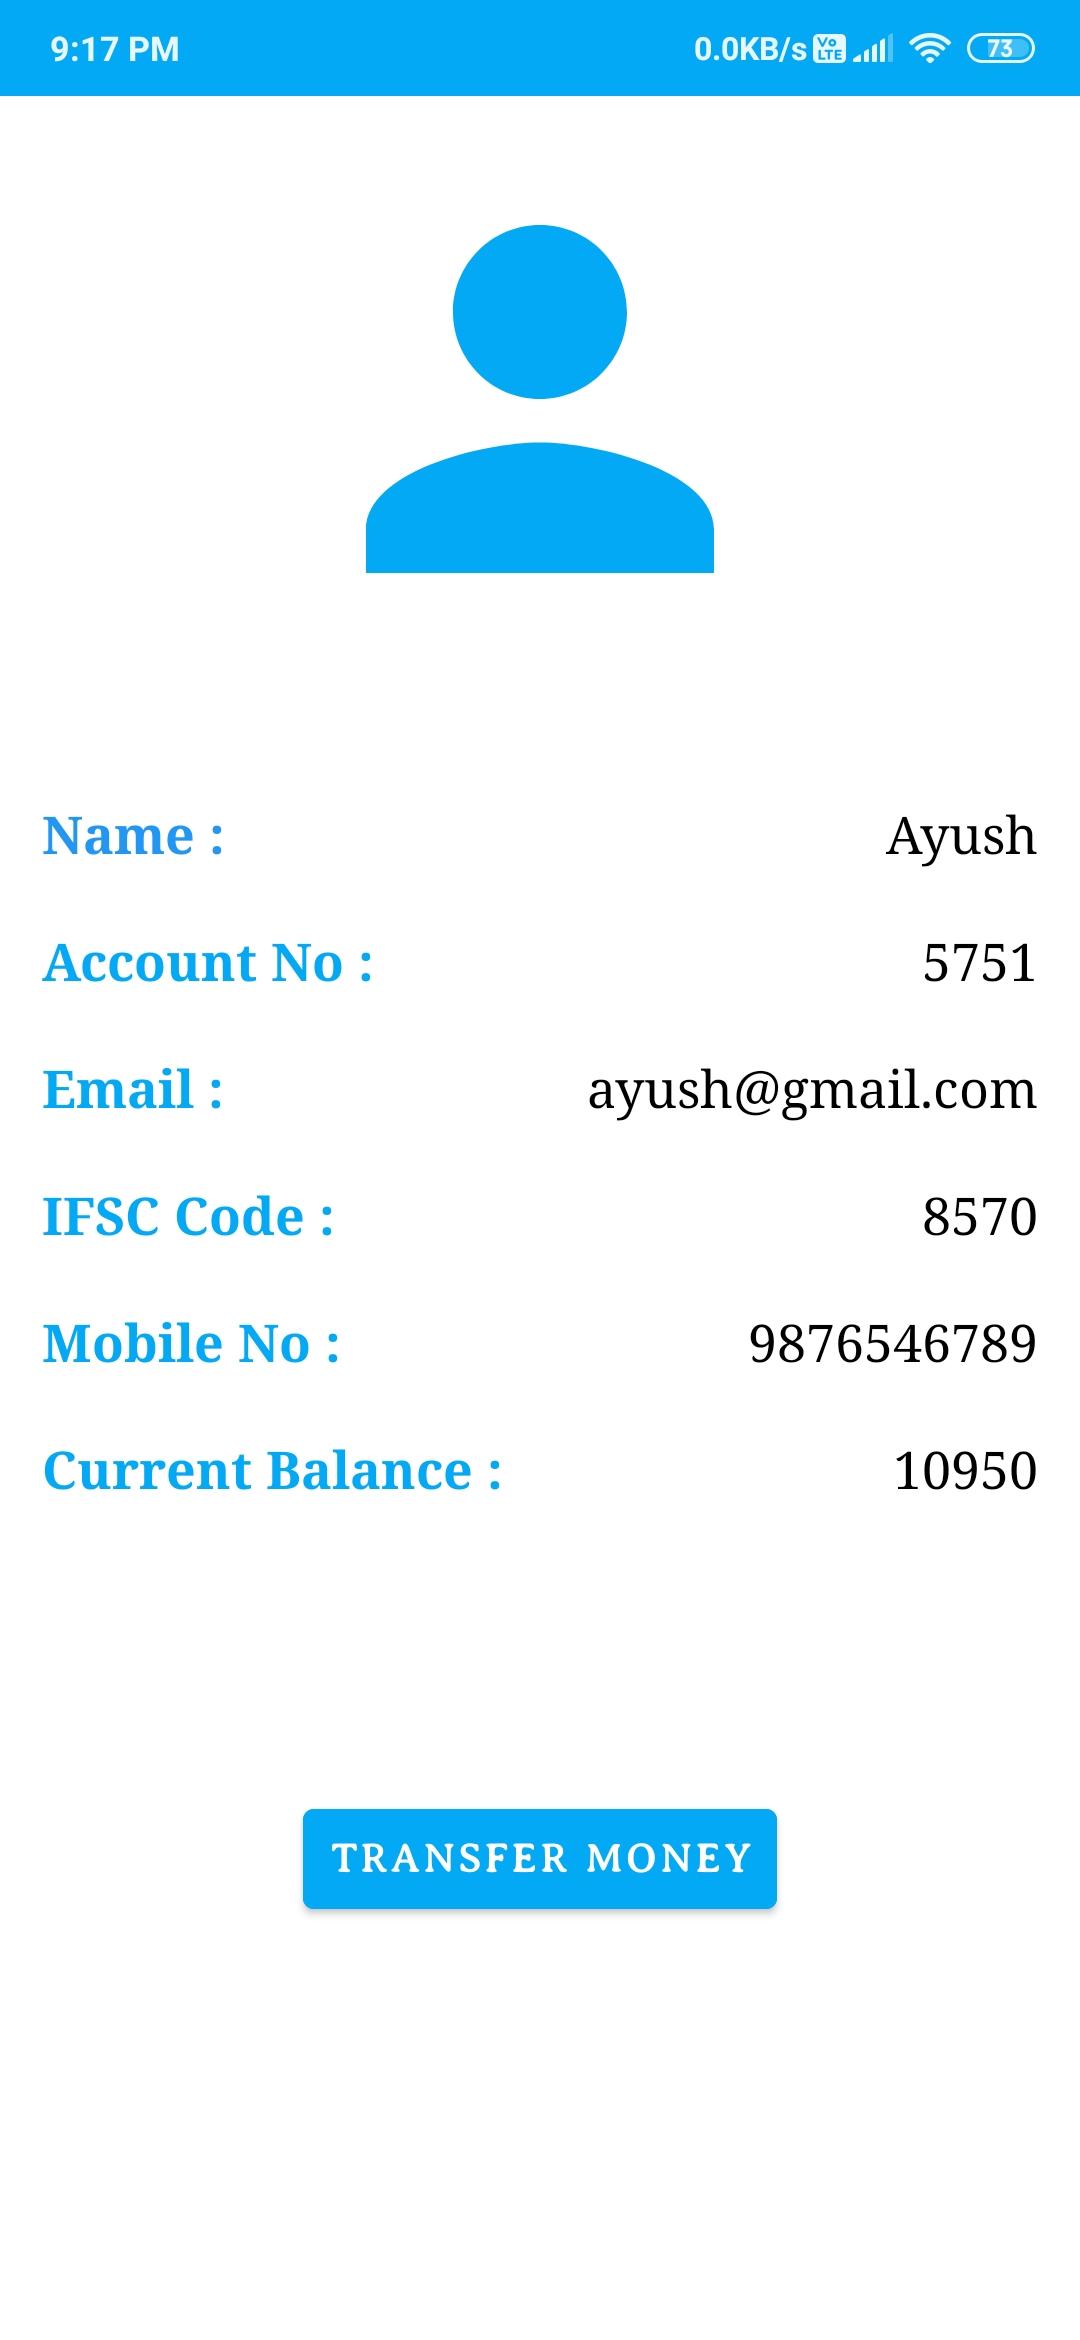 9:17 PM 0.0KB/s Vo LTE 73
Name : Ayush
Account No : 5751
Email : ayush@gmail.com
IFSC Code : 8570
Mobile No : 9876546789
Current Balance : 10950
TRANSFER MONEY